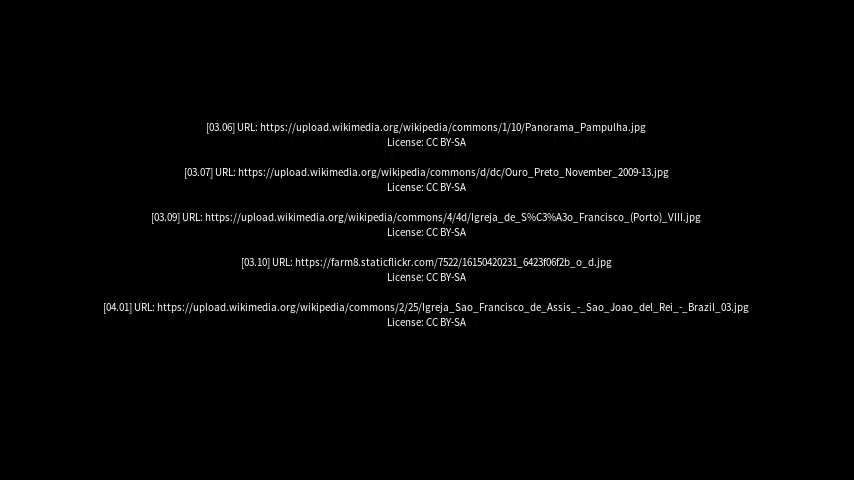 [03.06] URL: https://upload.wikimedia.org/wikipedia/commons/1/10/Panorama_Pampulha.jpg
License: CC BY-SA
[03.07] URL: https://upload.wikimedia.org/wikipedia/commons/d/dc/Ouro_Preto_November_2009-13.jpg
License: CC BY-SA
[03.09] URL: https://upload.wikimedia.org/wikipedia/commons/4/4d/Igreja_de_S%C3%A3o_Francisco_(Porto)_VIII.jpg
License: CC BY-SA
[03.10] URL: https://farm8.staticflickr.com/7522/16150420231_6423f06f2b_o_d.jpg
License: CC BY-SA
[04.01] URL: https://upload.wikimedia.org/wikipedia/commons/2/25/Igreja_Sao_Francisco_de_Assis_-_Sao_Joao_del_Rei_-_Brazil_03.jpg
License: CC BY-SA